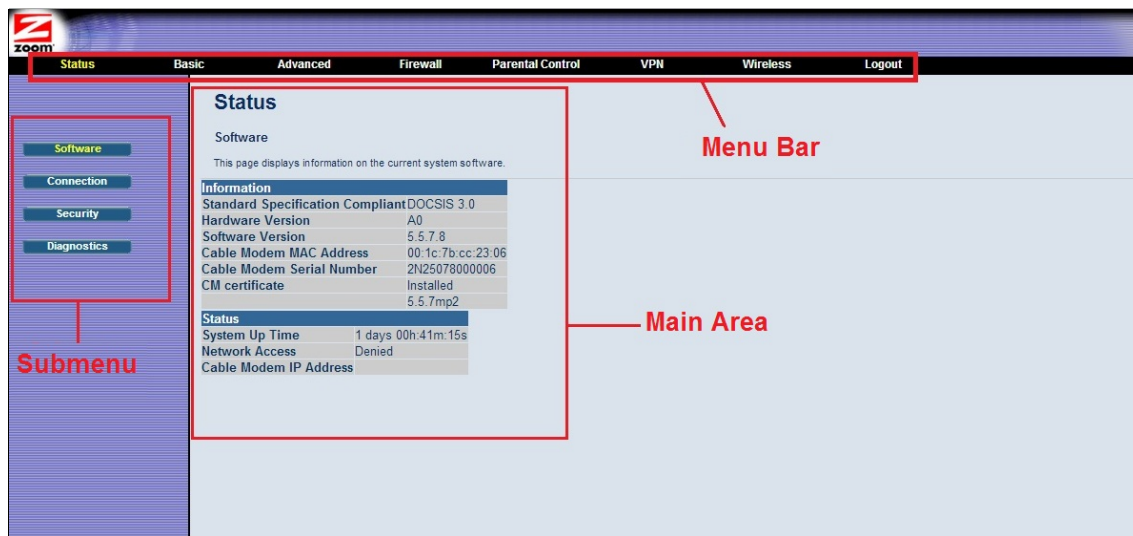 zoom
Status Basic Advanced Firewall Parental Control VPN Wireless Logout
Menu Bar
Software
Connection
Security
Diagnostics
Submenu
Status
Software
This page displays information on the current system software.
Information
Standard Specification Compliant DOCSIS 3.0
Hardware Version A0
Software Version 5.5.7.8
Cable Modem MAC Address 00:1c:7b:cc:23:06
Cable Modem Serial Number 2N25078000006
CM certificate Installed
5.5.7mp2
Status
System Up Time 1 days 00h:41m:15s
Network Access Denied
Cable Modem IP Address
Main Area